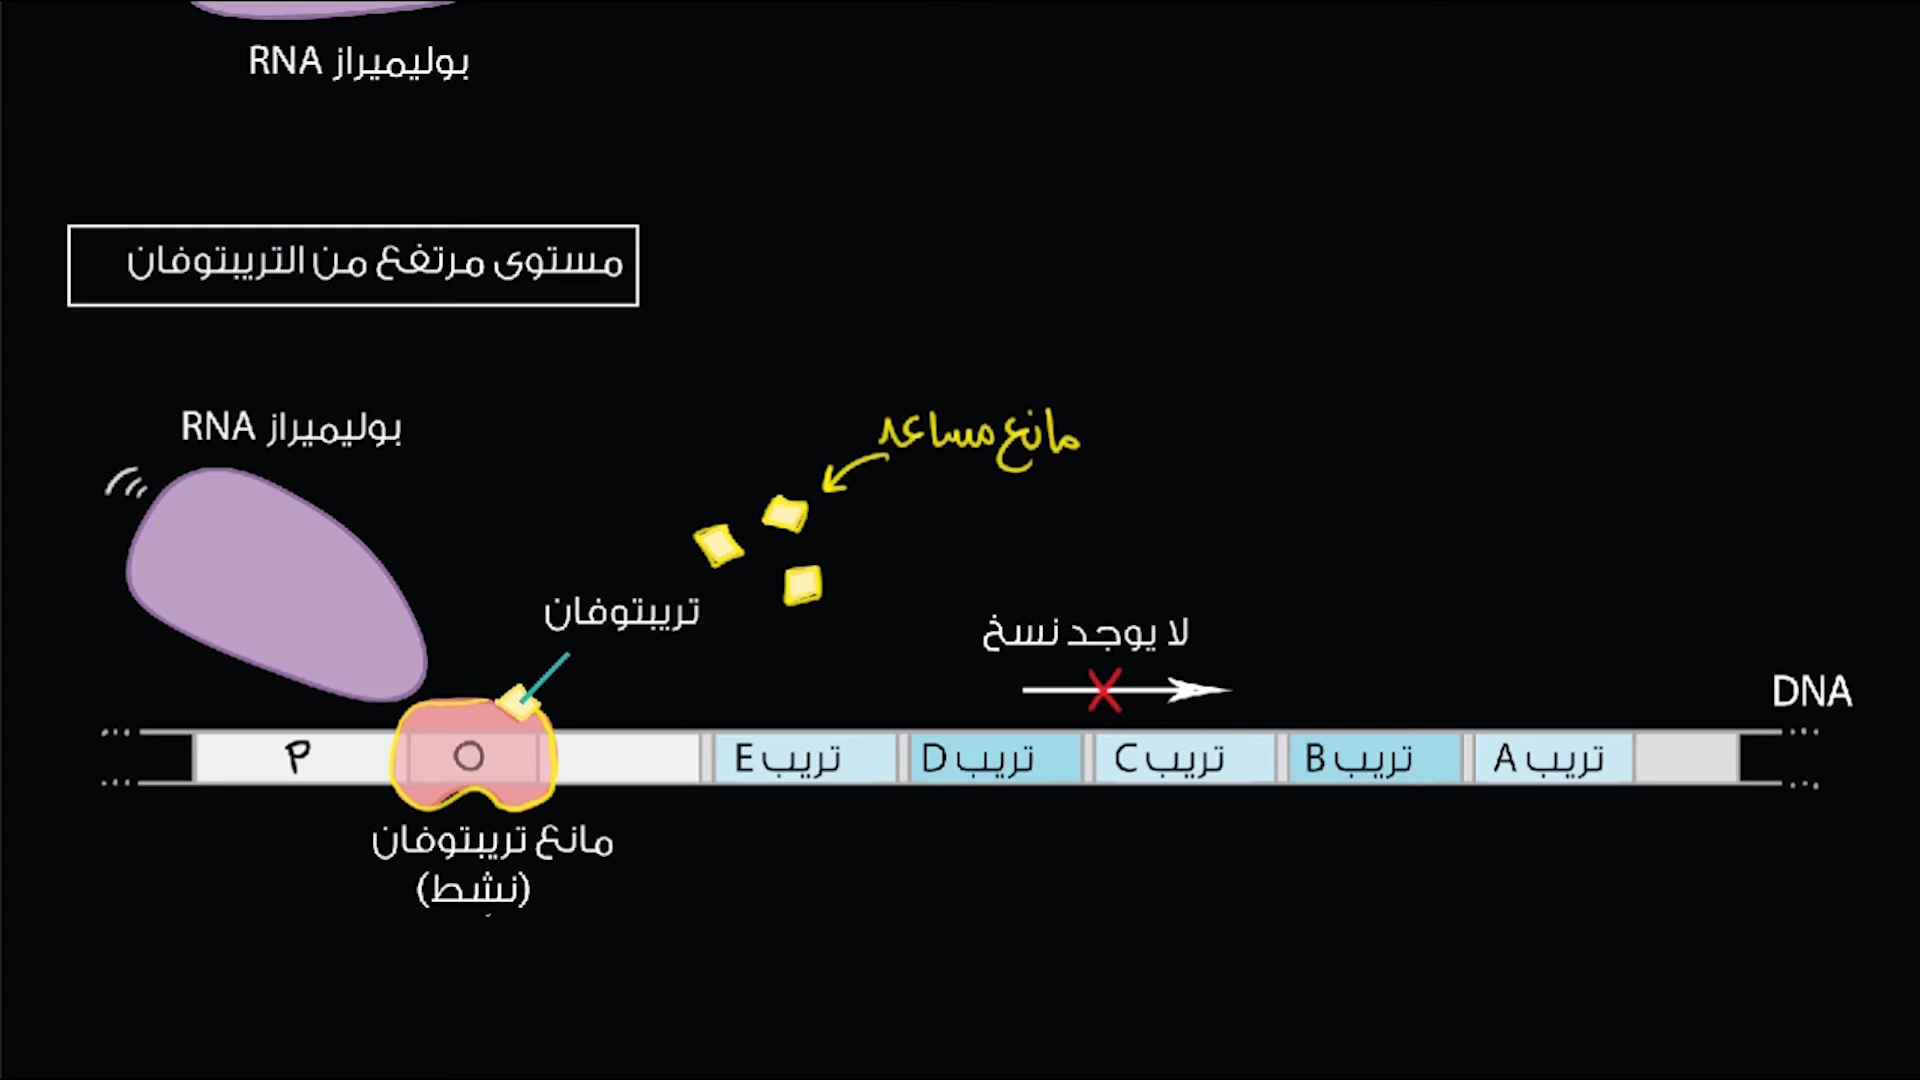 بوليميراز RNA
مستوى مرتفع من التريبتوفان
بوليميراز RNA
مانع مساعد
تريبتوفان
لا يوجد نسخ
DNA
P
O
تريب E
تريب D
تريب C
تريب B
تريب A
مانع تريبتوفان
(نشِط)